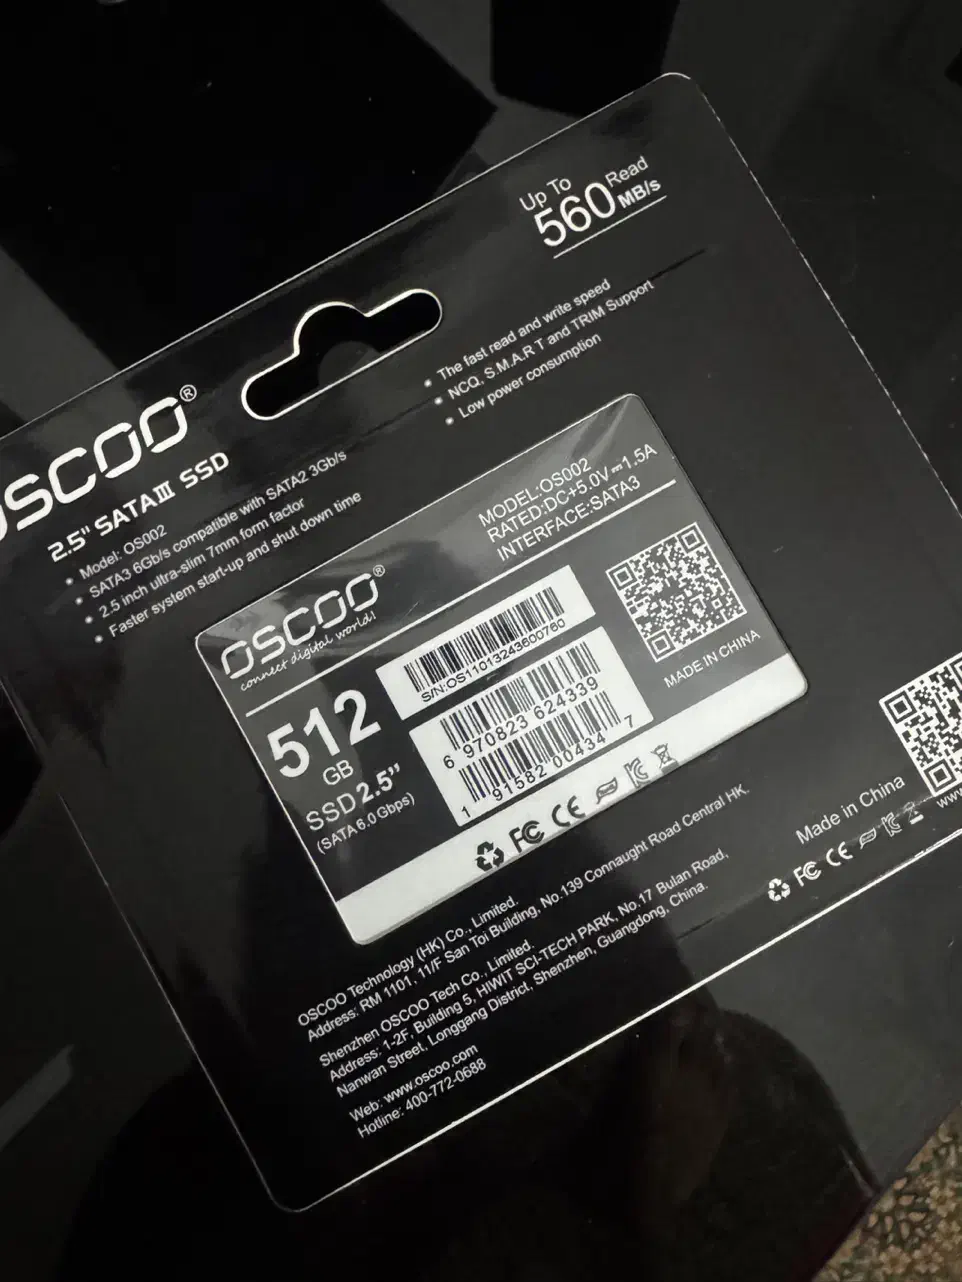 Up To
560 Read
MB/s
The fast read and write speed
NCQ, S.M.A.R T and TRIM Support
Low power consumption
OSCOO®
2.5" SATAⅢ SSD
Model: OS002
SATA3 6Gb/s compatible with SATA2 3Gb/s
2.5 inch ultra-slim 7mm form factor
Faster system start-up and shut down time
MODEL:OS002
RATED:DC+5.0V⎓1.5A
INTERFACE:SATA3
OSCOO®
connect digital world!
S/N:OS11013243600760
6 970823 624339
1 91582 00434 7
512
GB
SSD 2.5"
(SATA 6.0 Gbps)
MADE IN CHINA
FC CE
Made in China
FC CE
www.
OSCOO Technology (HK) Co., Limited.
Address: RM 1101, 11/F San Toi Building, No.139 Connaught Road Central HK.
Shenzhen OSCOO Tech Co., Limited.
Address: 1-2F, Building 5, HIWIT SCI-TECH PARK, No.17 Bulan Road,
Nanwan Street, Longgang District, Shenzhen, Guangdong, China.
Web: www.oscoo.com
Hotline: 400-772-0688